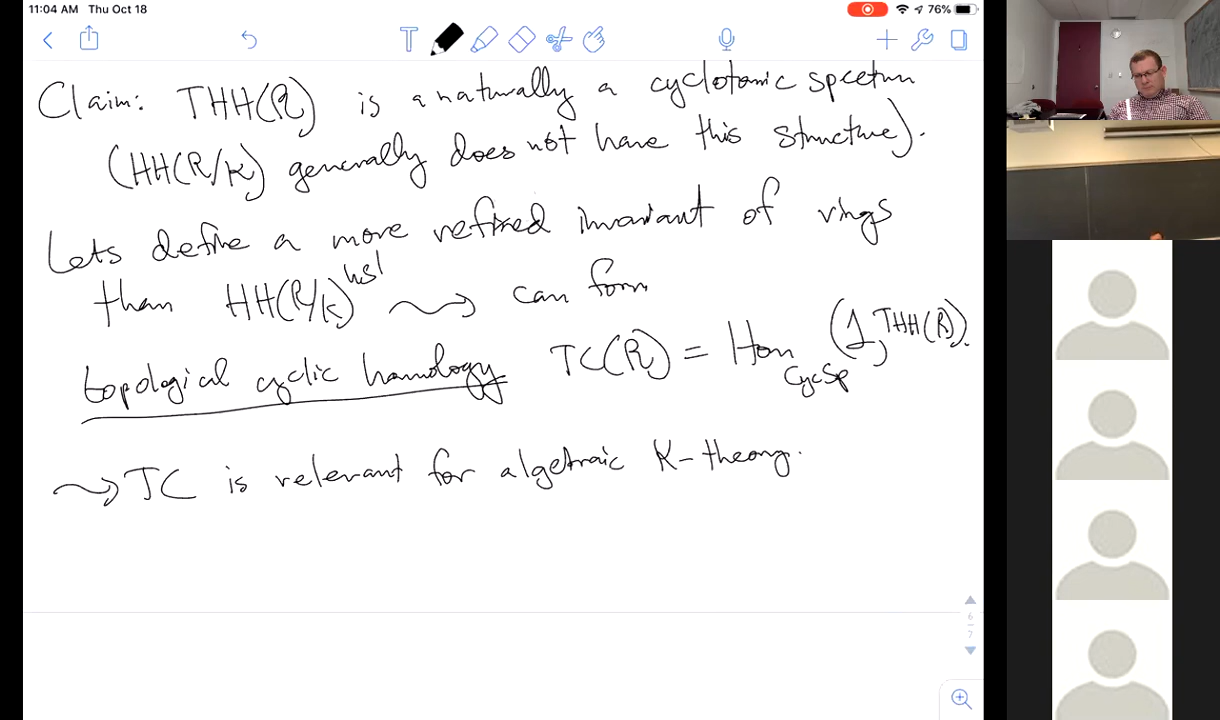 11:04 AM Thu Oct 18
76%
T
Claim: THH(R) is a naturally a cyclotomic spectrum
(HH(R/k) generally does not have this structure).
Lets define a more refined invariant of rings
than HH(R/k)^hS1 ⇝ can form
topological cyclic homology TC(R) = Hom_CycSp (1, THH(R)).
⇝ TC is relevant for algebraic K-theory.
6
7